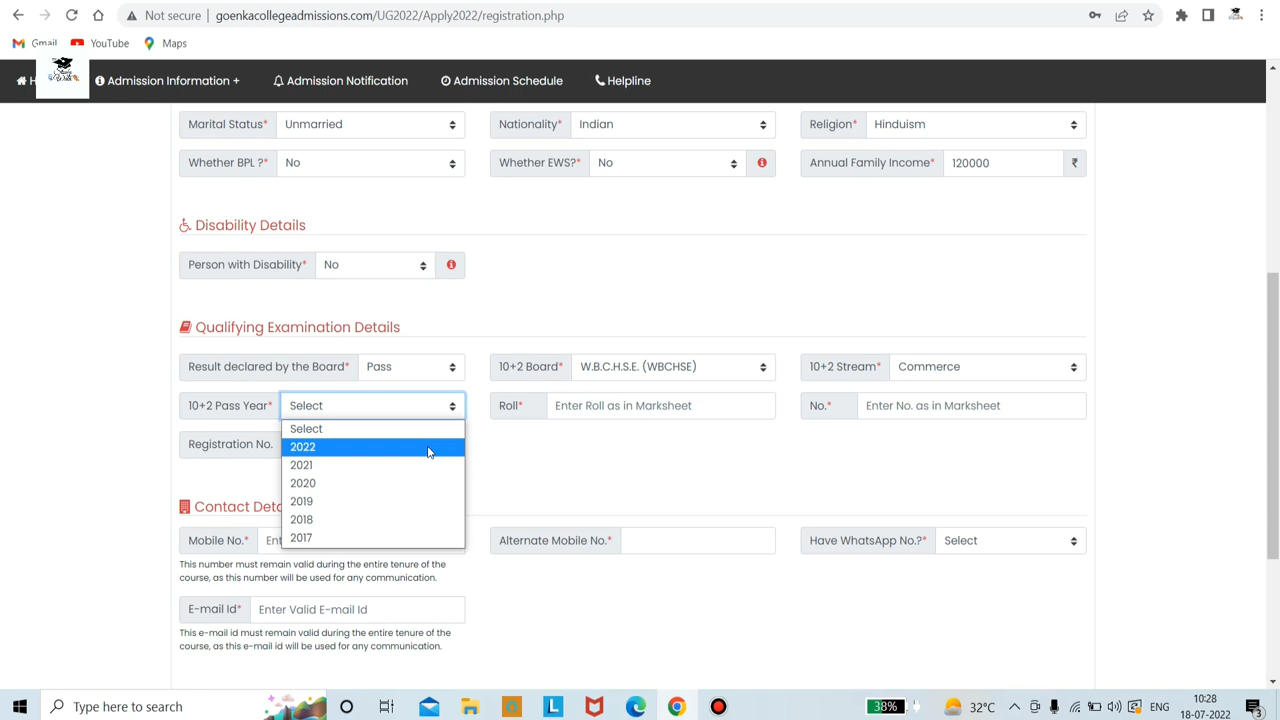 Not secure | goenkacollegeadmissions.com/UG2022/Apply2022/registration.php
Gmail YouTube Maps
H Admission Information + Admission Notification Admission Schedule Helpline
Marital Status* Unmarried Nationality* Indian Religion* Hinduism
Whether BPL ?* No Whether EWS?* No Annual Family Income* 120000 ₹
Disability Details
Person with Disability* No
Qualifying Examination Details
Result declared by the Board* Pass 10+2 Board* W.B.C.H.S.E. (WBCHSE) 10+2 Stream* Commerce
10+2 Pass Year* Select Roll* Enter Roll as in Marksheet No.* Enter No. as in Marksheet
Select
Registration No. 2022
2021
2020
2019
2018
2017
Contact Deta
Mobile No.* Ent Alternate Mobile No.* Have WhatsApp No.?* Select
This number must remain valid during the entire tenure of the
course, as this number will be used for any communication.
E-mail Id* Enter Valid E-mail Id
This e-mail id must remain valid during the entire tenure of the
course, as this e-mail id will be used for any communication.
Type here to search 38% 32°C ENG 10:28
18-07-2022 3